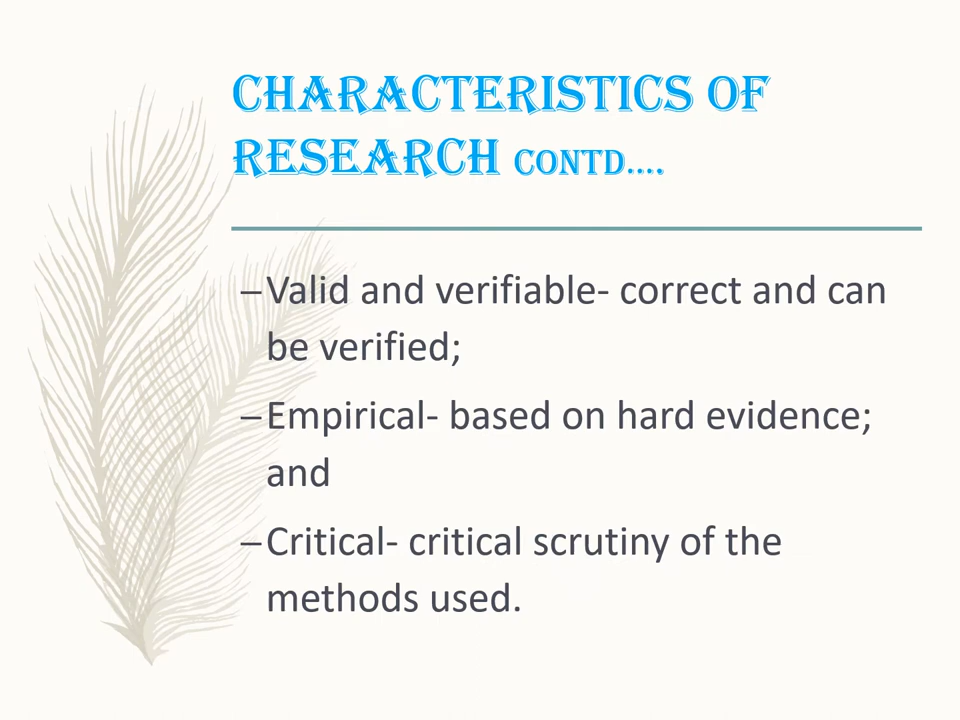 CHARACTERISTICS OF
RESEARCH CONTD....
–Valid and verifiable- correct and can
be verified;
–Empirical- based on hard evidence;
and
–Critical- critical scrutiny of the
methods used.